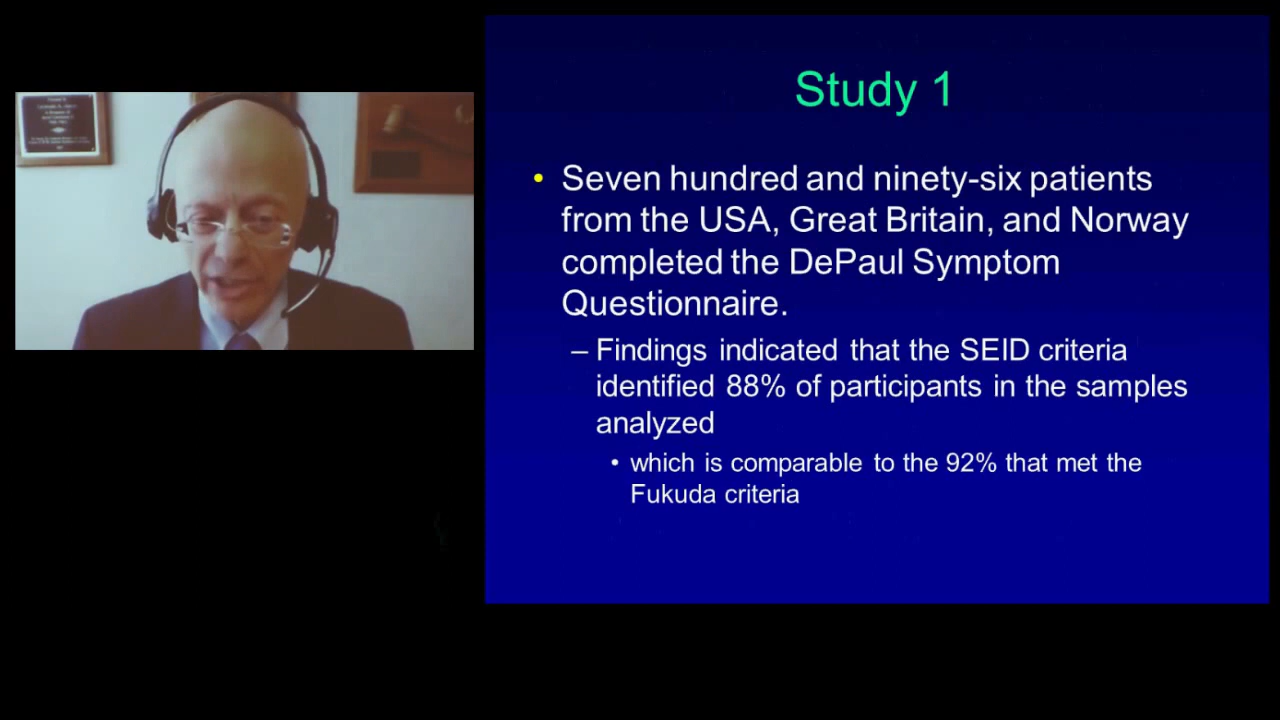 Study 1
• Seven hundred and ninety-six patients
from the USA, Great Britain, and Norway
completed the DePaul Symptom
Questionnaire.
– Findings indicated that the SEID criteria
identified 88% of participants in the samples
analyzed
• which is comparable to the 92% that met the
Fukuda criteria